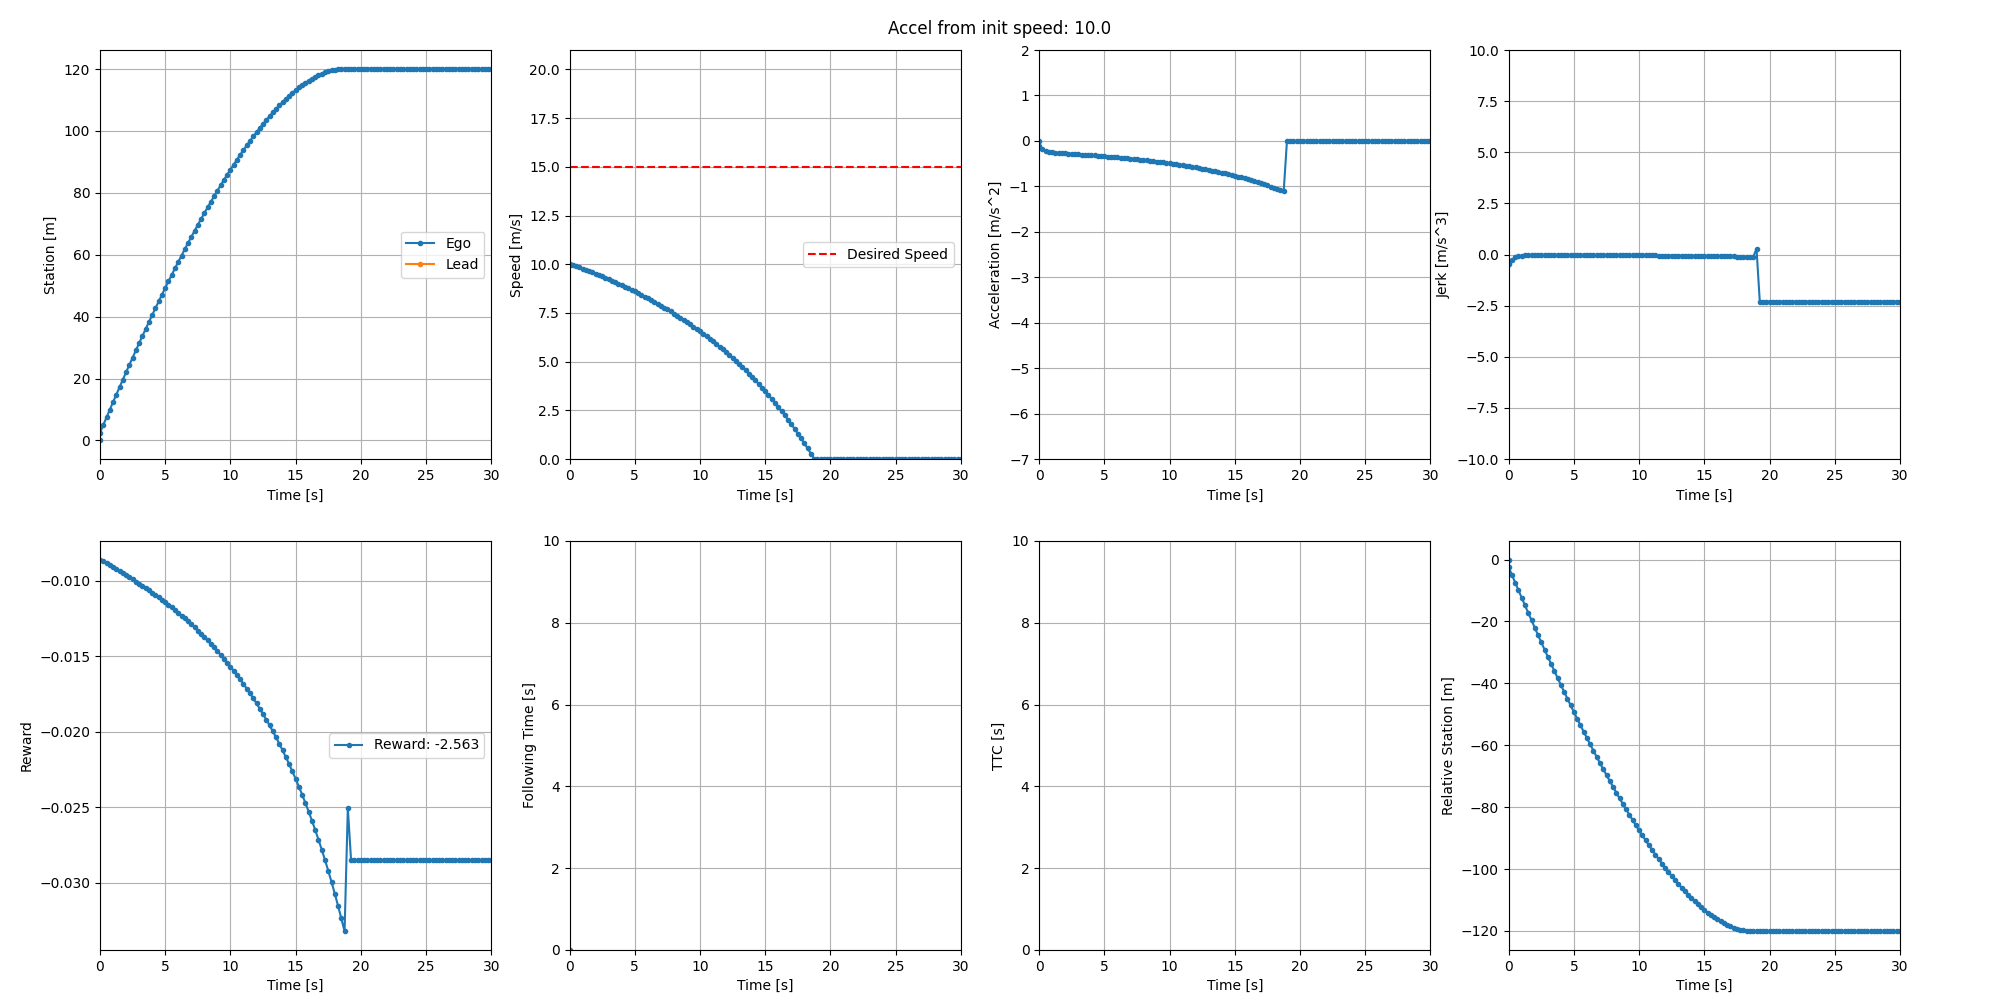 Accel from init speed: 10.0
120
100
80
60
40
20
0
Station [m]
Ego
Lead
0 5 10 15 20 25 30
Time [s]
20.0
17.5
15.0
12.5
10.0
7.5
5.0
2.5
0.0
Speed [m/s]
Desired Speed
0 5 10 15 20 25 30
Time [s]
2
1
0
−1
−2
−3
−4
−5
−6
−7
Acceleration [m/s^2]
0 5 10 15 20 25 30
Time [s]
10.0
7.5
5.0
2.5
0.0
−2.5
−5.0
−7.5
−10.0
Jerk [m/s^3]
0 5 10 15 20 25 30
Time [s]
−0.010
−0.015
−0.020
−0.025
−0.030
Reward
Reward: -2.563
0 5 10 15 20 25 30
Time [s]
10
8
6
4
2
0
Following Time [s]
0 5 10 15 20 25 30
Time [s]
10
8
6
4
2
0
TTC [s]
0 5 10 15 20 25 30
Time [s]
0
−20
−40
−60
−80
−100
−120
Relative Station [m]
0 5 10 15 20 25 30
Time [s]